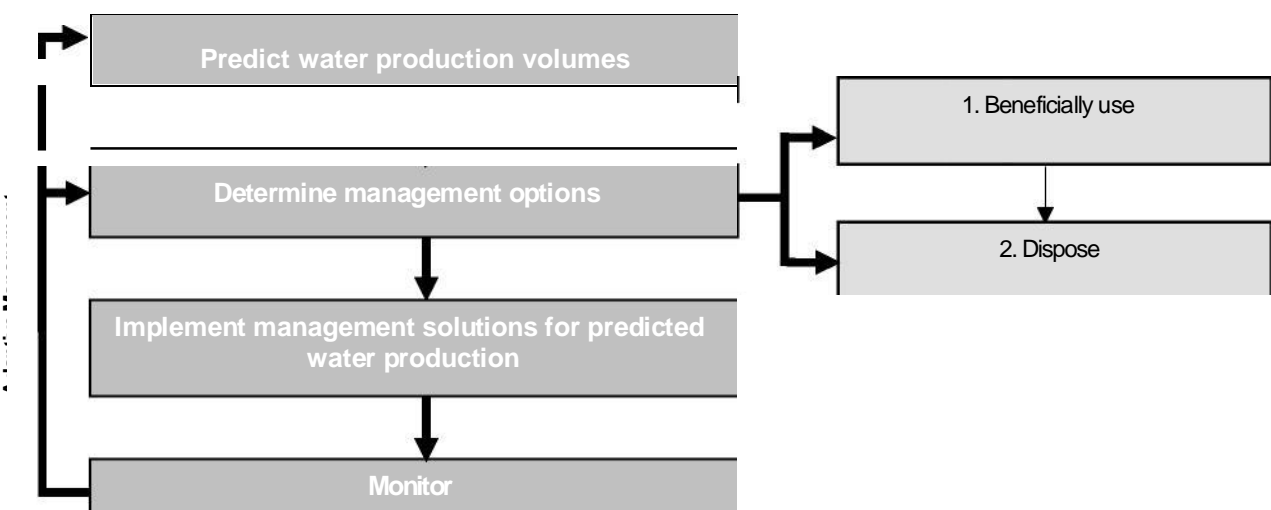 Predict water production volumes
1. Beneficially use
Determine management options
2. Dispose
Implement management solutions for predicted
water production
Monitor